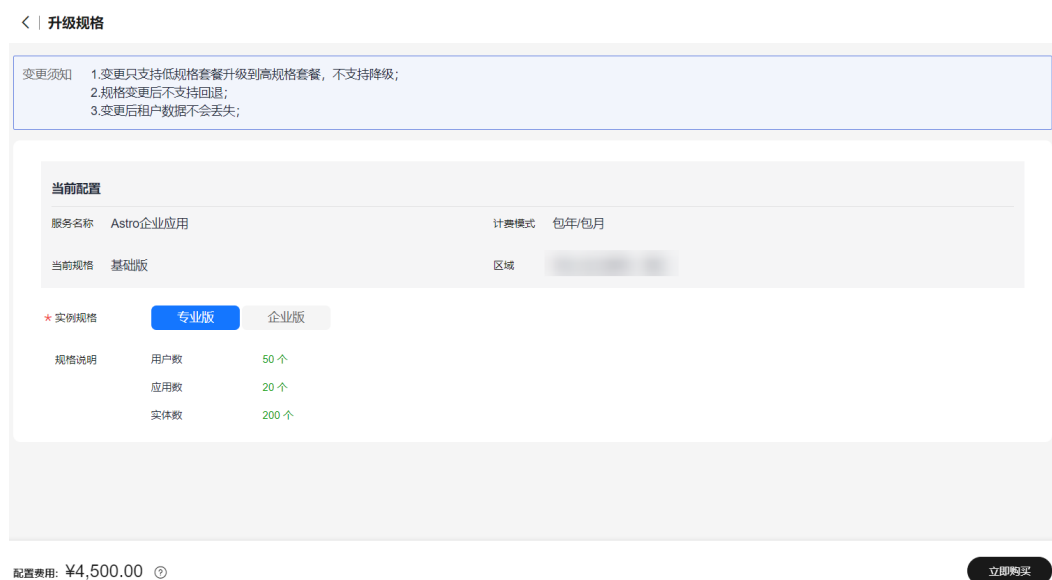 升级规格
变更须知 1.变更只支持低规格套餐升级到高规格套餐，不支持降级；
2.规格变更后不支持回退；
3.变更后租户数据不会丢失；
当前配置
服务名称 Astro企业应用 计费模式 包年/包月
当前规格 基础版 区域
* 实例规格 专业版 企业版
规格说明 用户数 50 个
应用数 20 个
实体数 200 个
配置费用: ¥4,500.00 ? 立即购买